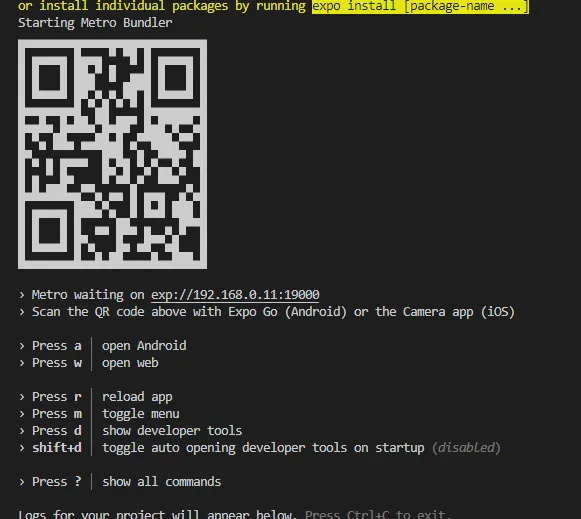 or install individual packages by running expo install [package-name ...]
Starting Metro Bundler
› Metro waiting on exp://192.168.0.11:19000
› Scan the QR code above with Expo Go (Android) or the Camera app (iOS)
› Press a │ open Android
› Press w │ open web
› Press r │ reload app
› Press m │ toggle menu
› Press d │ show developer tools
› shift+d │ toggle auto opening developer tools on startup (disabled)
› Press ? │ show all commands
Logs for your project will appear below. Press Ctrl+C to exit.